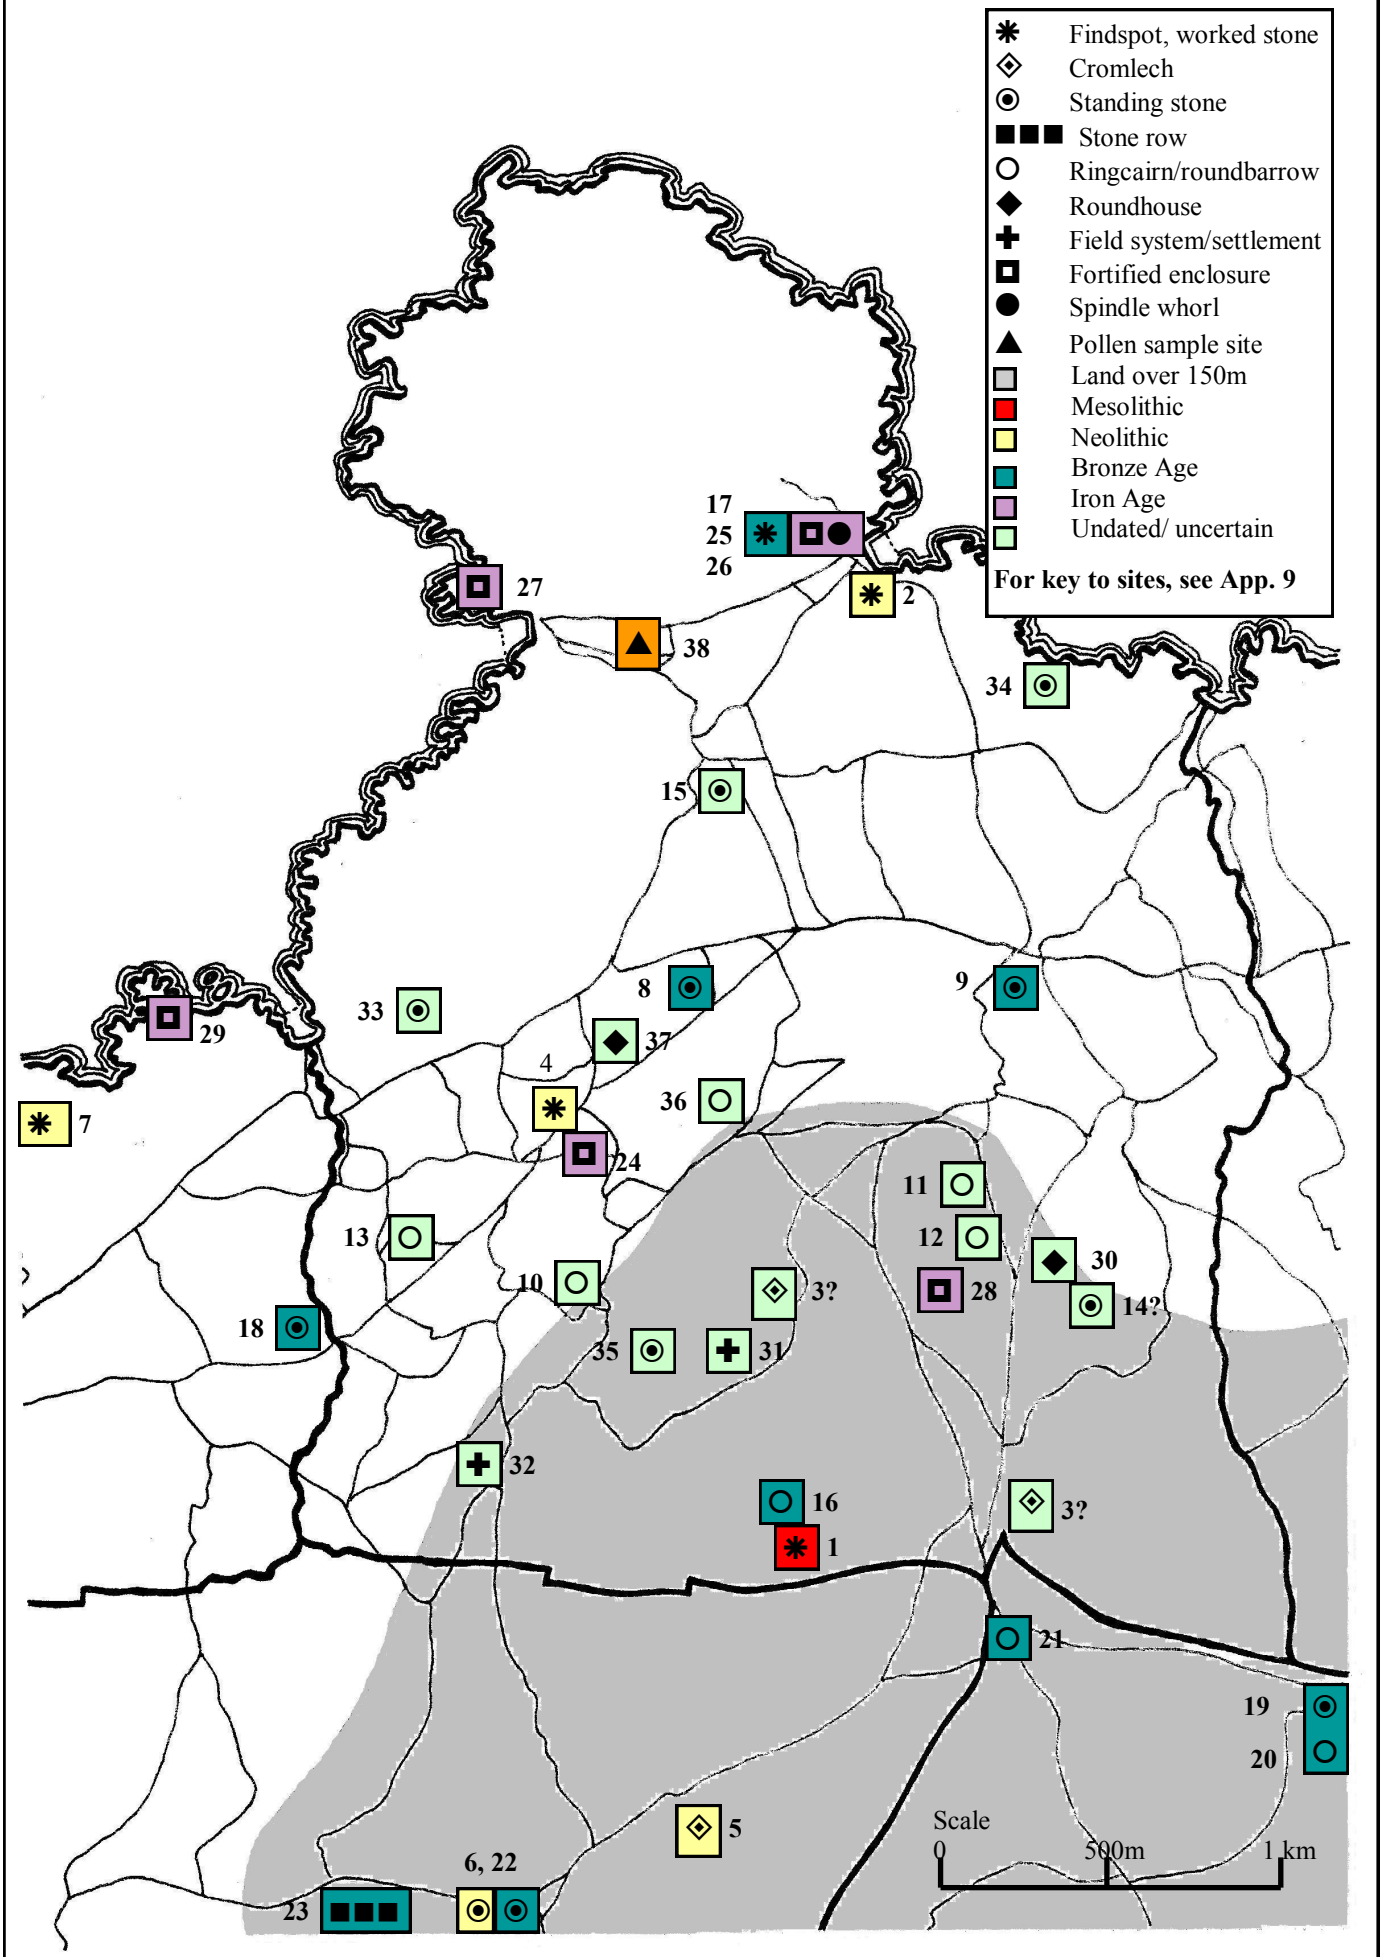 Findspot, worked stone
Cromlech
Standing stone
Stone row
Ringcairn/roundbarrow
Roundhouse
Field system/settlement
Fortified enclosure
Spindle whorl
Pollen sample site
Land over 150m
Mesolithic
Neolithic
Bronze Age
Iron Age
Undated/ uncertain
For key to sites, see App. 9
17
25
26
27
2
38
34
15
8
9
33
29
37
4
36
7
24
11
13
12
30
10
3?
28
14?
18
35
31
32
16
3?
1
21
19
20
5
Scale
0 500m 1 km
6, 22
23